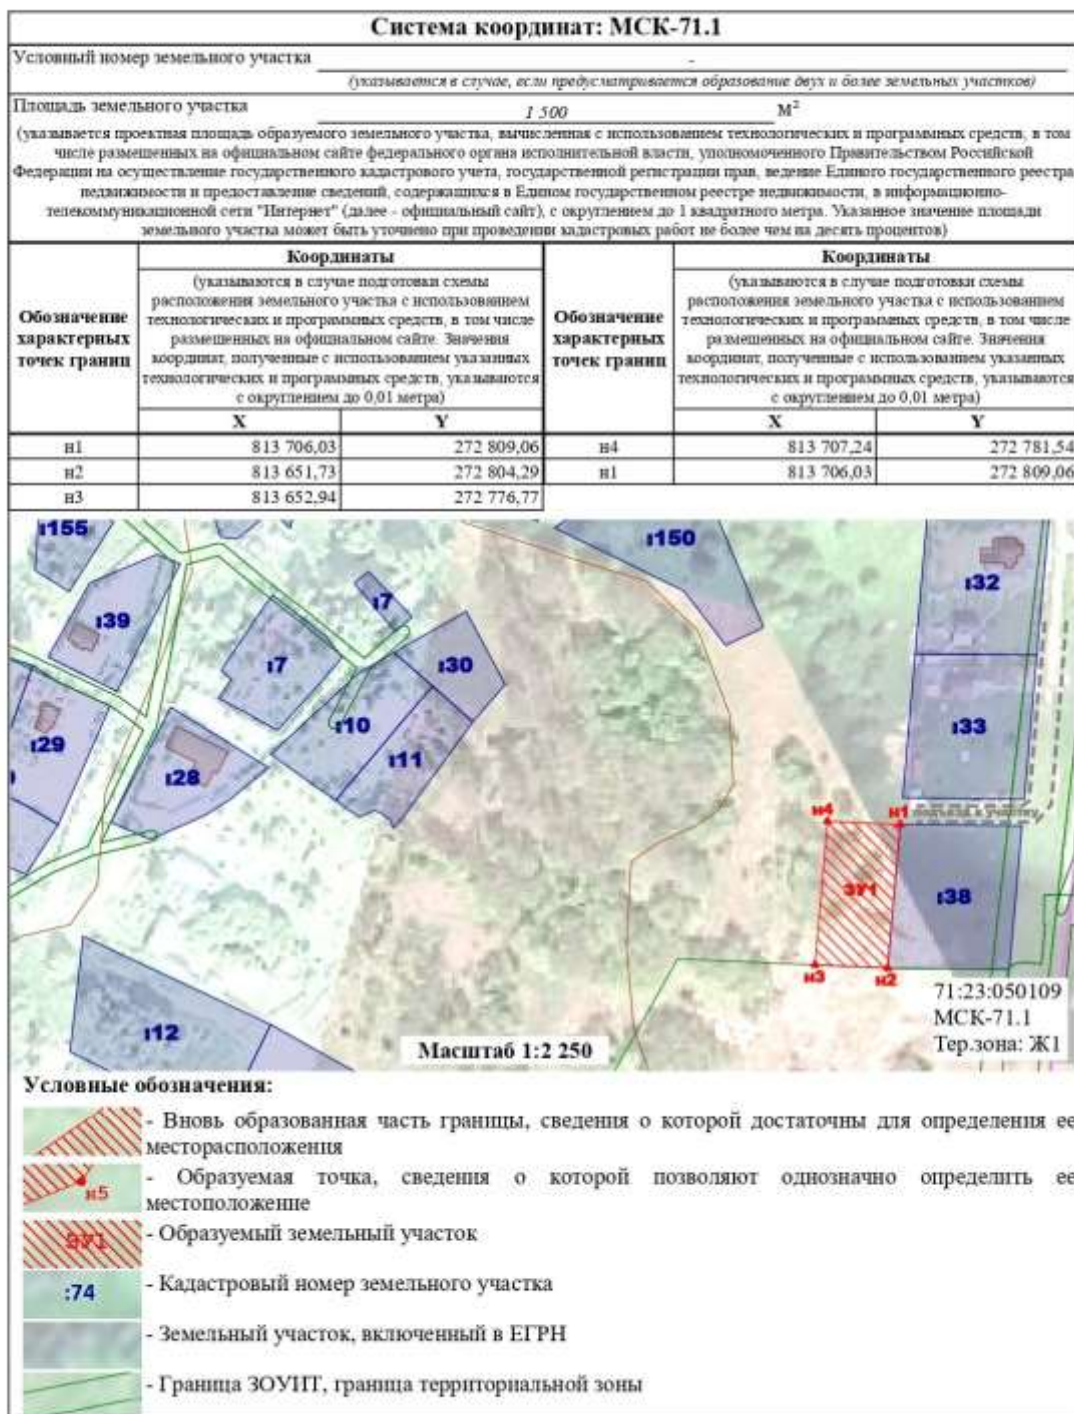 Система координат: МСК-71.1
Условный номер земельного участка -
(указывается в случае, если предусматривается образование двух и более земельных участков)
Площадь земельного участка 1 500 М²
(указывается проектная площадь образуемого земельного участка, вычисленная с использованием технологических и программных средств, в том
числе размещенных на официальном сайте федерального органа исполнительной власти, уполномоченного Правительством Российской
Федерации на осуществление государственного кадастрового учета, государственной регистрации прав, ведение Единого государственного реестра
недвижимости и предоставление сведений, содержащихся в Едином государственном реестре недвижимости, в информационно-
телекоммуникационной сети "Интернет" (далее - официальный сайт), с округлением до 1 квадратного метра. Указанное значение площади
земельного участка может быть уточнено при проведении кадастровых работ не более чем на десять процентов)
Обозначение
характерных
точек границ
Координаты
(указываются в случае подготовки схемы
расположения земельного участка с использованием
технологических и программных средств, в том числе
размещенных на официальном сайте. Значения
координат, полученные с использованием указанных
технологических и программных средств, указываются
с округлением до 0,01 метра)
X Y
Обозначение
характерных
точек границ
Координаты
(указываются в случае подготовки схемы
расположения земельного участка с использованием
технологических и программных средств, в том числе
размещенных на официальном сайте. Значения
координат, полученные с использованием указанных
технологических и программных средств, указываются
с округлением до 0,01 метра)
X Y
н1 813 706,03 272 809,06 н4 813 707,24 272 781,54
н2 813 651,73 272 804,29 н1 813 706,03 272 809,06
н3 813 652,94 272 776,77
:155
:150
:32
:7
:39
:7
:30
:10
:33
:29
:11
:28
н4
н1
подъезд к участку
ЗУ1
:38
н3
н2
71:23:050109
МСК-71.1
Тер.зона: Ж1
:12
Масштаб 1:2 250
Условные обозначения:
- Вновь образованная часть границы, сведения о которой достаточны для определения ее
месторасположения
н5
- Образуемая точка, сведения о которой позволяют однозначно определить ее
местоположение
ЗУ1
- Образуемый земельный участок
:74
- Кадастровый номер земельного участка
- Земельный участок, включенный в ЕГРН
- Граница ЗОУИТ, граница территориальной зоны